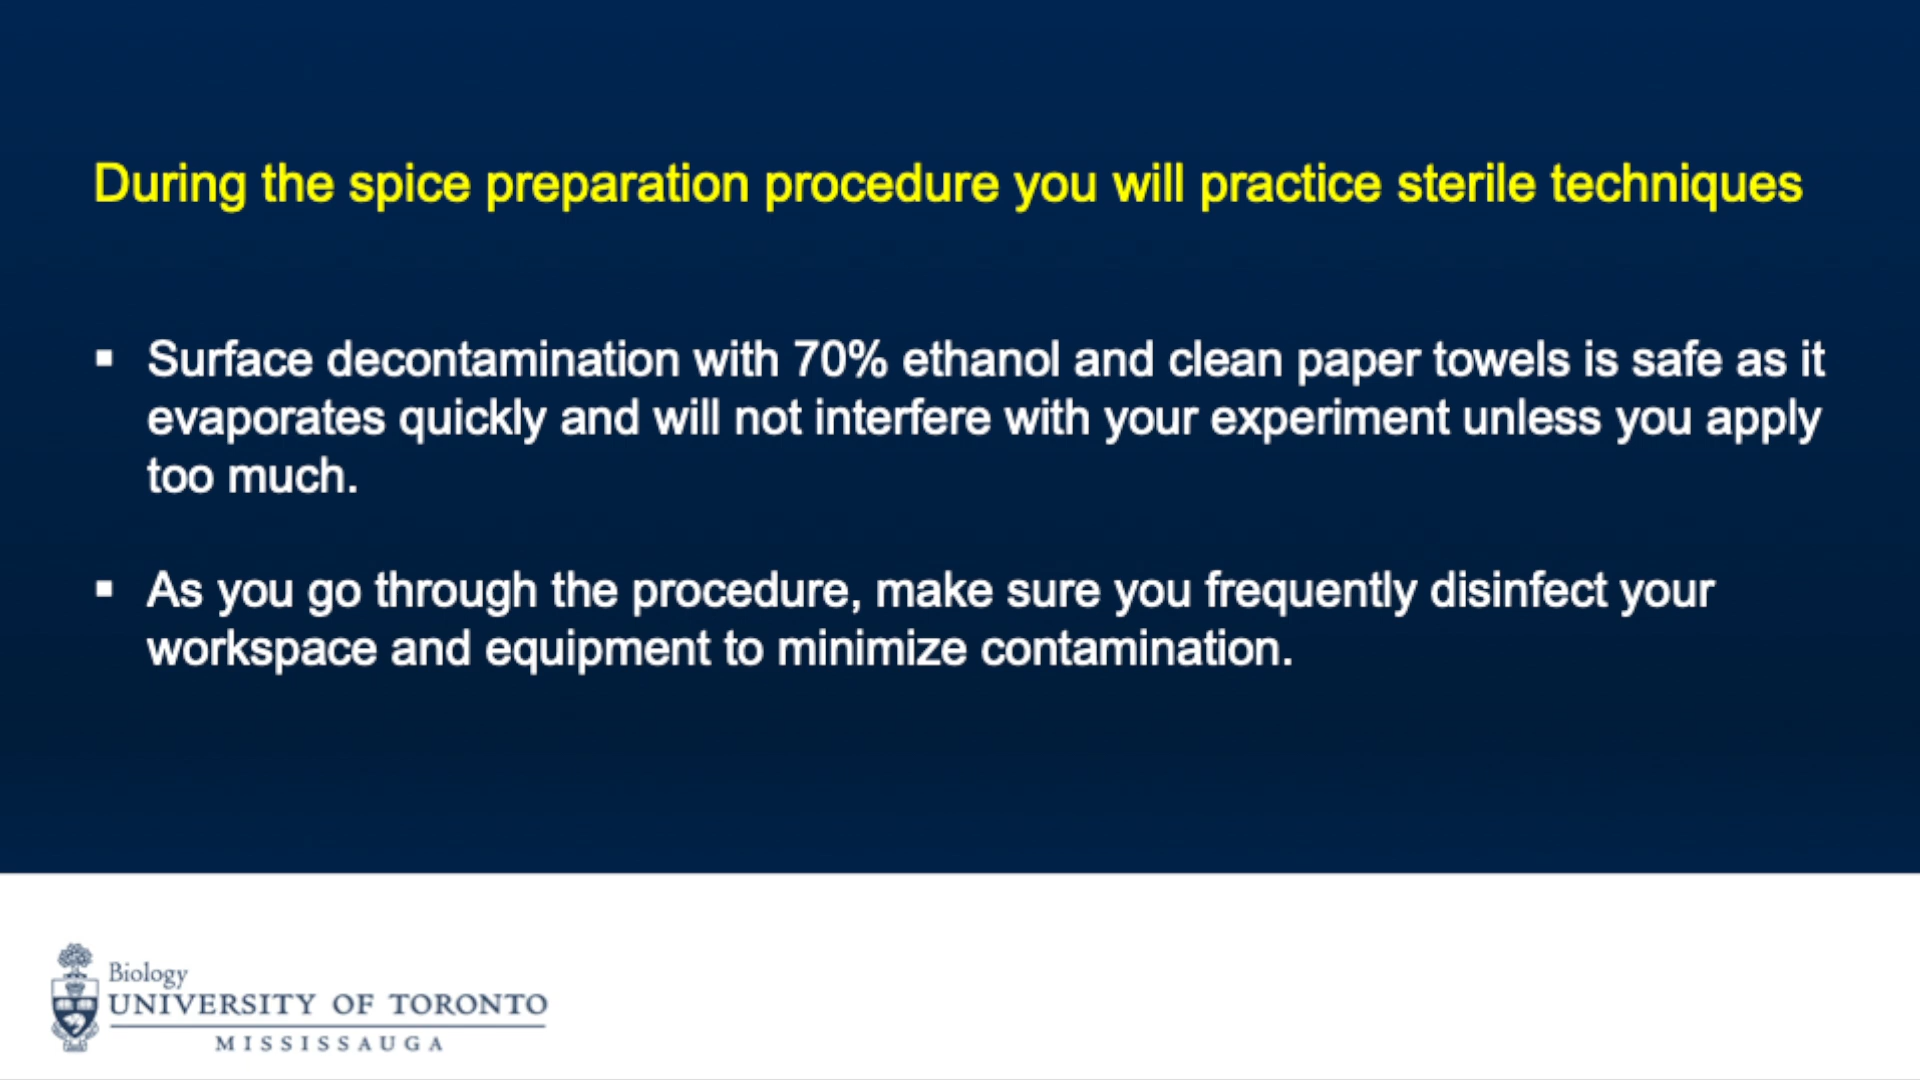 During the spice preparation procedure you will practice sterile techniques
▪ Surface decontamination with 70% ethanol and clean paper towels is safe as it
evaporates quickly and will not interfere with your experiment unless you apply
too much.
▪ As you go through the procedure, make sure you frequently disinfect your
workspace and equipment to minimize contamination.
Biology
UNIVERSITY OF TORONTO
MISSISSAUGA